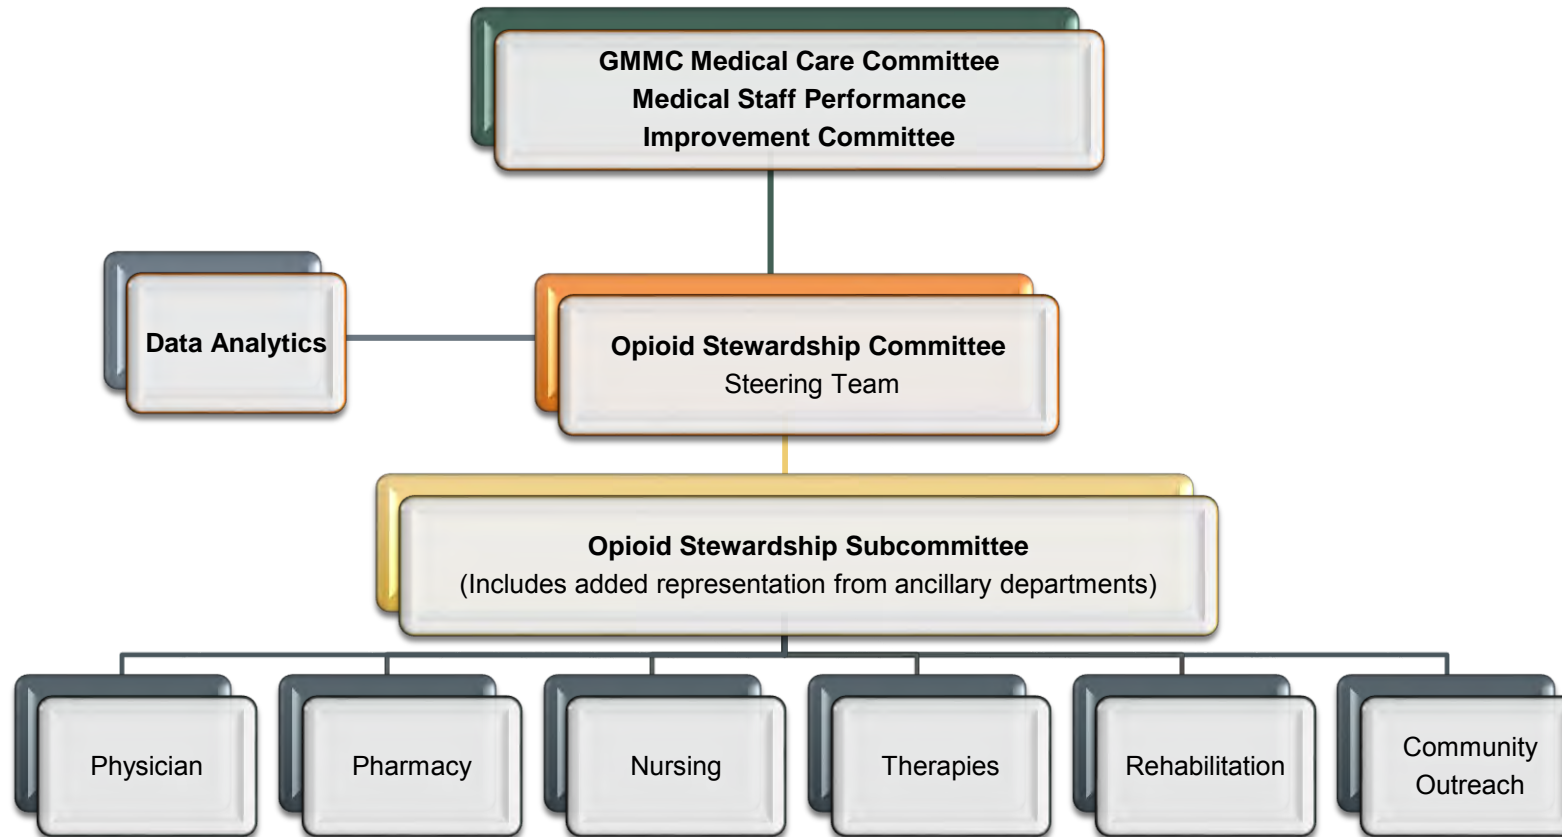 GMMC Medical Care Committee
Medical Staff Performance
Improvement Committee
Data Analytics
Opioid Stewardship Committee
Steering Team
Opioid Stewardship Subcommittee
(Includes added representation from ancillary departments)
Physician
Pharmacy
Nursing
Therapies
Rehabilitation
Community
Outreach